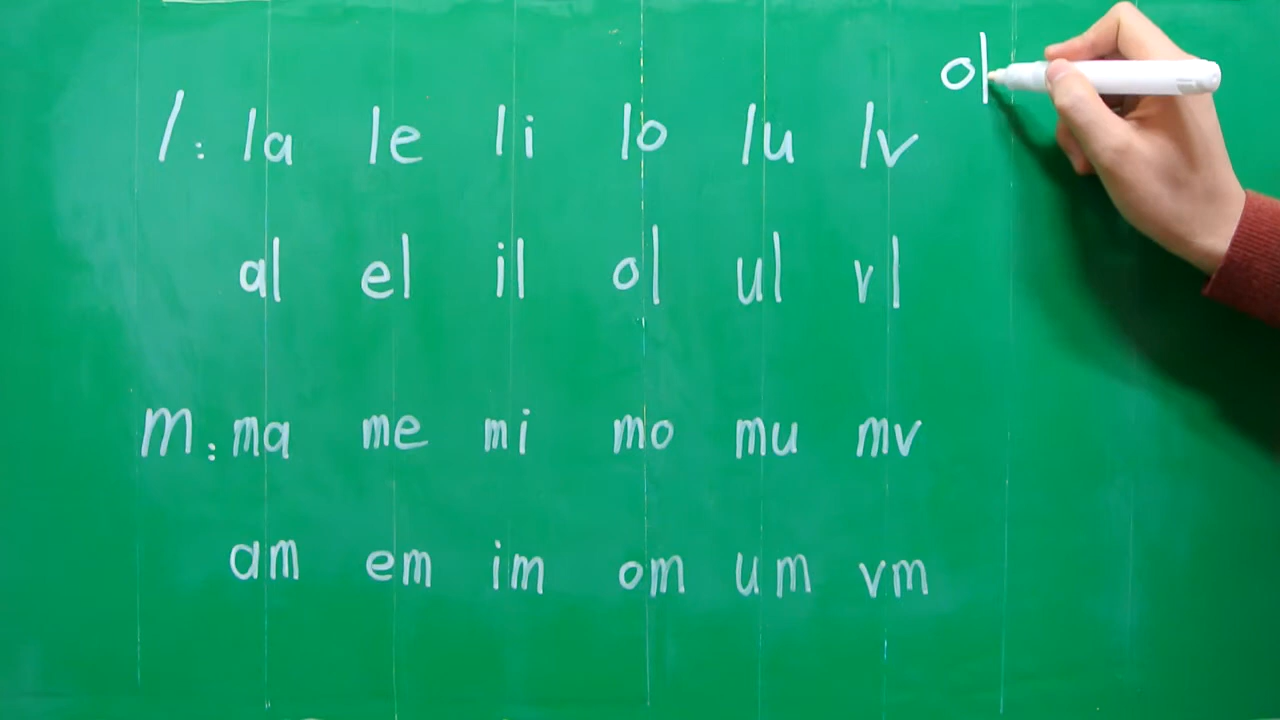 ol
l: la le li lo lu lv
al el il ol ul vl
m: ma me mi mo mu mv
am em im om um vm